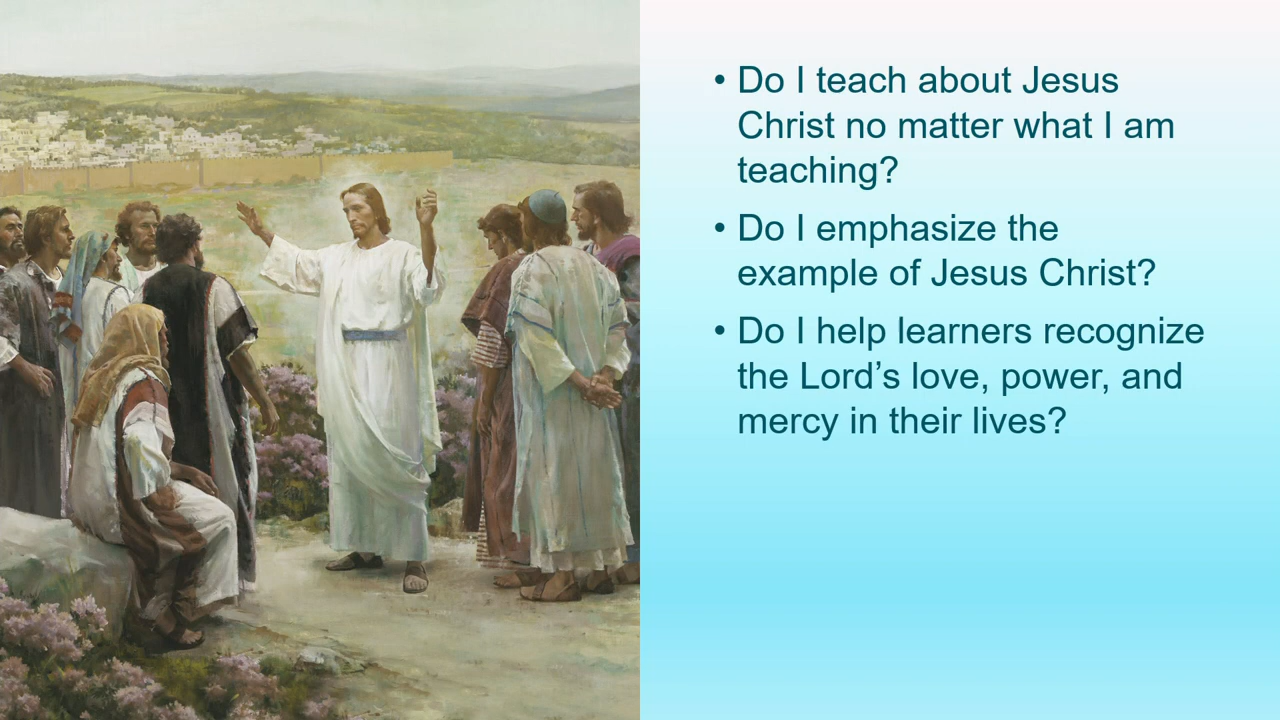 • Do I teach about Jesus
Christ no matter what I am
teaching?
• Do I emphasize the
example of Jesus Christ?
• Do I help learners recognize
the Lord’s love, power, and
mercy in their lives?